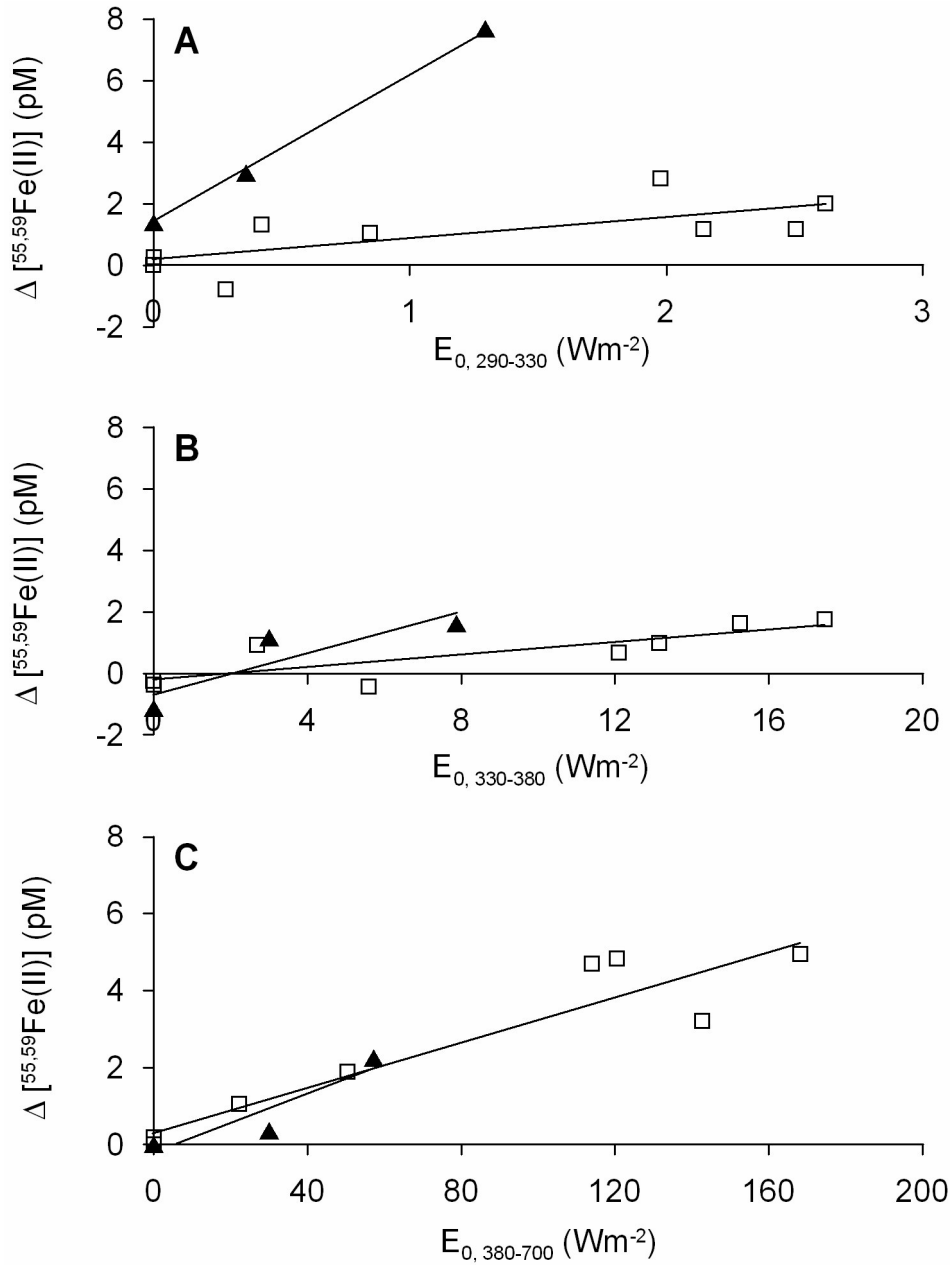 A
8
6
4
2
0
-2
Δ [55,59Fe(II)] (pM)
0 1 2 3
E0, 290-330 (Wm-2)
B
8
6
4
2
0
-2
Δ [55,59Fe(II)] (pM)
0 4 8 12 16 20
E0, 330-380 (Wm-2)
C
8
6
4
2
0
Δ [55,59Fe(II)] (pM)
0 40 80 120 160 200
E0, 380-700 (Wm-2)